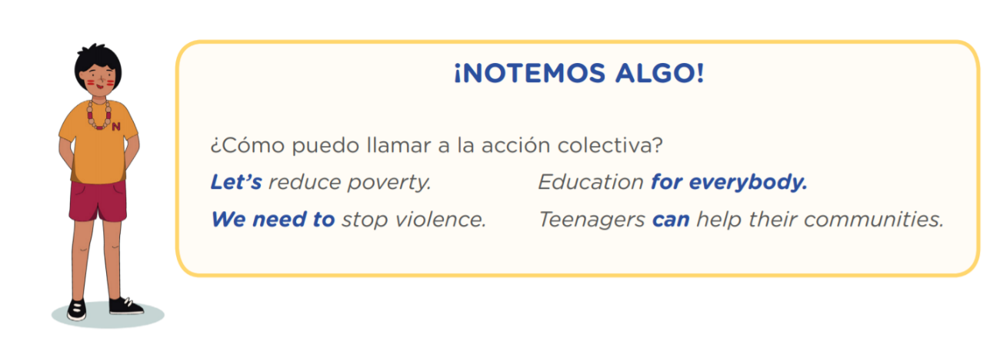 ¡NOTEMOS ALGO!
N
¿Cómo puedo llamar a la acción colectiva?
Let’s reduce poverty.
Education for everybody.
We need to stop violence.
Teenagers can help their communities.